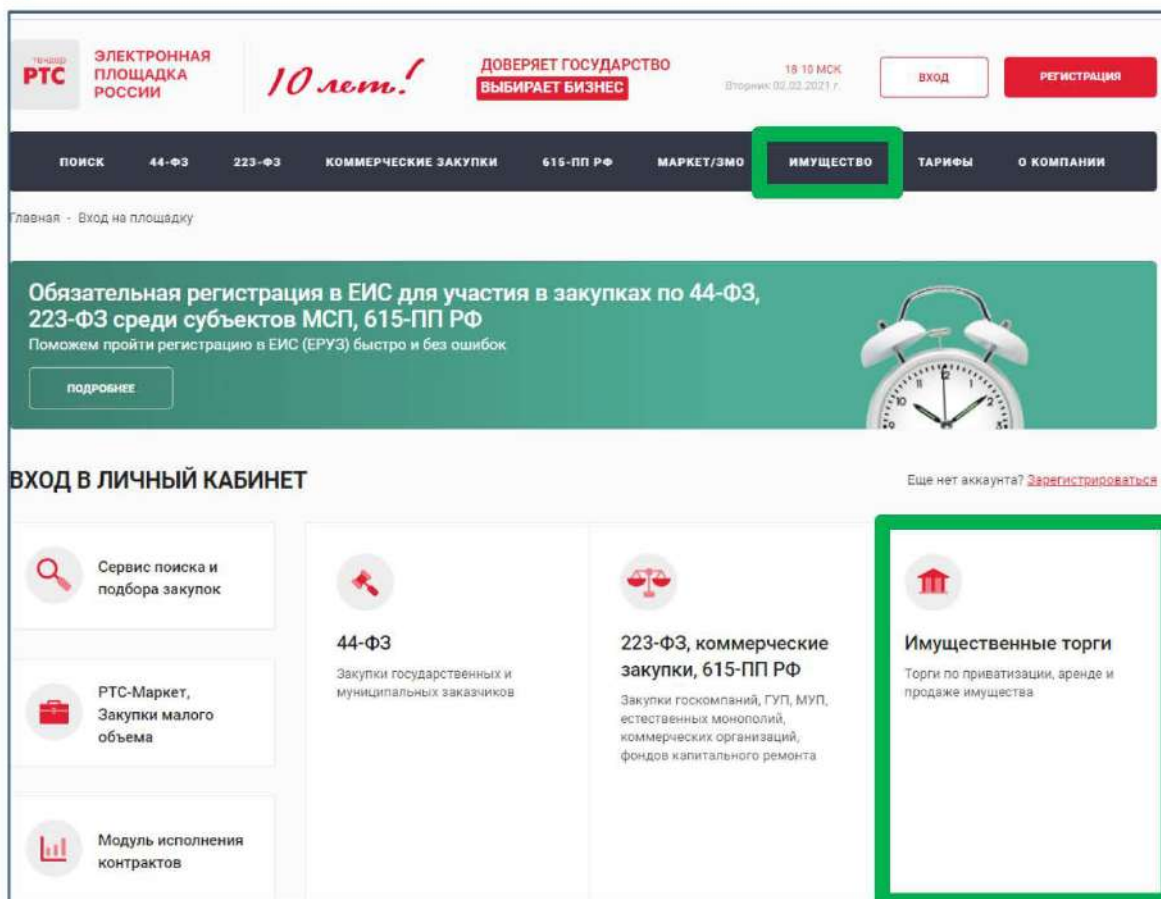 тендер
РТС
ЭЛЕКТРОННАЯ
ПЛОЩАДКА
РОССИИ
10 лет!
ДОВЕРЯЕТ ГОСУДАРСТВО
ВЫБИРАЕТ БИЗНЕС
18 10 МСК
Вторник 02.02.2021 г.
ВХОД
РЕГИСТРАЦИЯ
ПОИСК 44-ФЗ 223-ФЗ КОММЕРЧЕСКИЕ ЗАКУПКИ 615-ПП РФ МАРКЕТ/ЗМО ИМУЩЕСТВО ТАРИФЫ О КОМПАНИИ
Главная - Вход на площадку
Обязательная регистрация в ЕИС для участия в закупках по 44-ФЗ,
223-ФЗ среди субъектов МСП, 615-ПП РФ
Поможем пройти регистрацию в ЕИС (ЕРУЗ) быстро и без ошибок
ПОДРОБНЕЕ
ВХОД В ЛИЧНЫЙ КАБИНЕТ
Еще нет аккаунта? Зарегистрироваться
Сервис поиска и
подбора закупок
РТС-Маркет,
Закупки малого
объема
Модуль исполнения
контрактов
44-ФЗ
Закупки государственных и
муниципальных заказчиков
223-ФЗ, коммерческие
закупки, 615-ПП РФ
Закупки госкомпаний, ГУП, МУП,
естественных монополий,
коммерческих организаций,
фондов капитального ремонта
Имущественные торги
Торги по приватизации, аренде и
продаже имущества